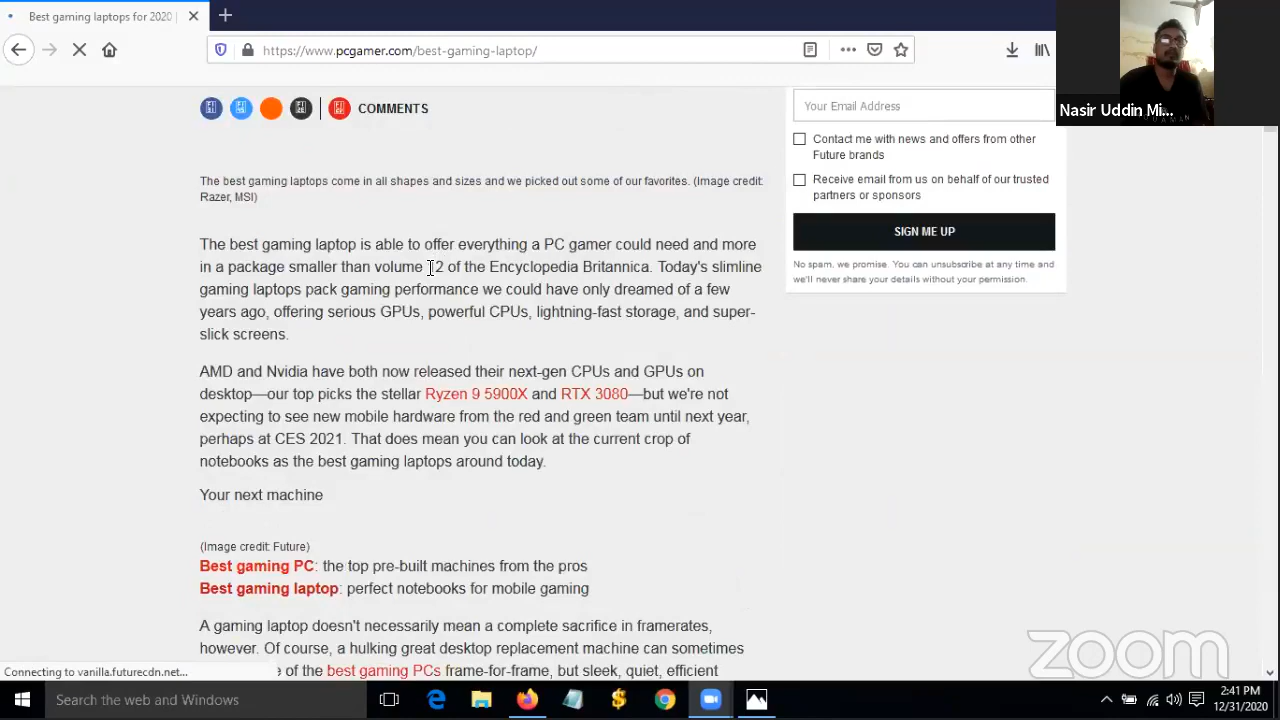 Best gaming laptops for 2020 |
https://www.pcgamer.com/best-gaming-laptop/
Nasir Uddin Mi...
COMMENTS
The best gaming laptops come in all shapes and sizes and we picked out some of our favorites. (Image credit:
Razer, MSI)
The best gaming laptop is able to offer everything a PC gamer could need and more
in a package smaller than volume 12 of the Encyclopedia Britannica. Today's slimline
gaming laptops pack gaming performance we could have only dreamed of a few
years ago, offering serious GPUs, powerful CPUs, lightning-fast storage, and super-
slick screens.
AMD and Nvidia have both now released their next-gen CPUs and GPUs on
desktop—our top picks the stellar Ryzen 9 5900X and RTX 3080—but we're not
expecting to see new mobile hardware from the red and green team until next year,
perhaps at CES 2021. That does mean you can look at the current crop of
notebooks as the best gaming laptops around today.
Your next machine
(Image credit: Future)
Best gaming PC: the top pre-built machines from the pros
Best gaming laptop: perfect notebooks for mobile gaming
A gaming laptop doesn't necessarily mean a complete sacrifice in framerates,
however. Of course, a hulking great desktop replacement machine can sometimes
of the best gaming PCs frame-for-frame, but sleek, quiet, efficient
Your Email Address
Contact me with news and offers from other
Future brands
Receive email from us on behalf of our trusted
partners or sponsors
SIGN ME UP
No spam, we promise. You can unsubscribe at any time and
we'll never share your details without your permission.
zoom
Connecting to vanilla.futurecdn.net...
Search the web and Windows
2:41 PM
12/31/2020